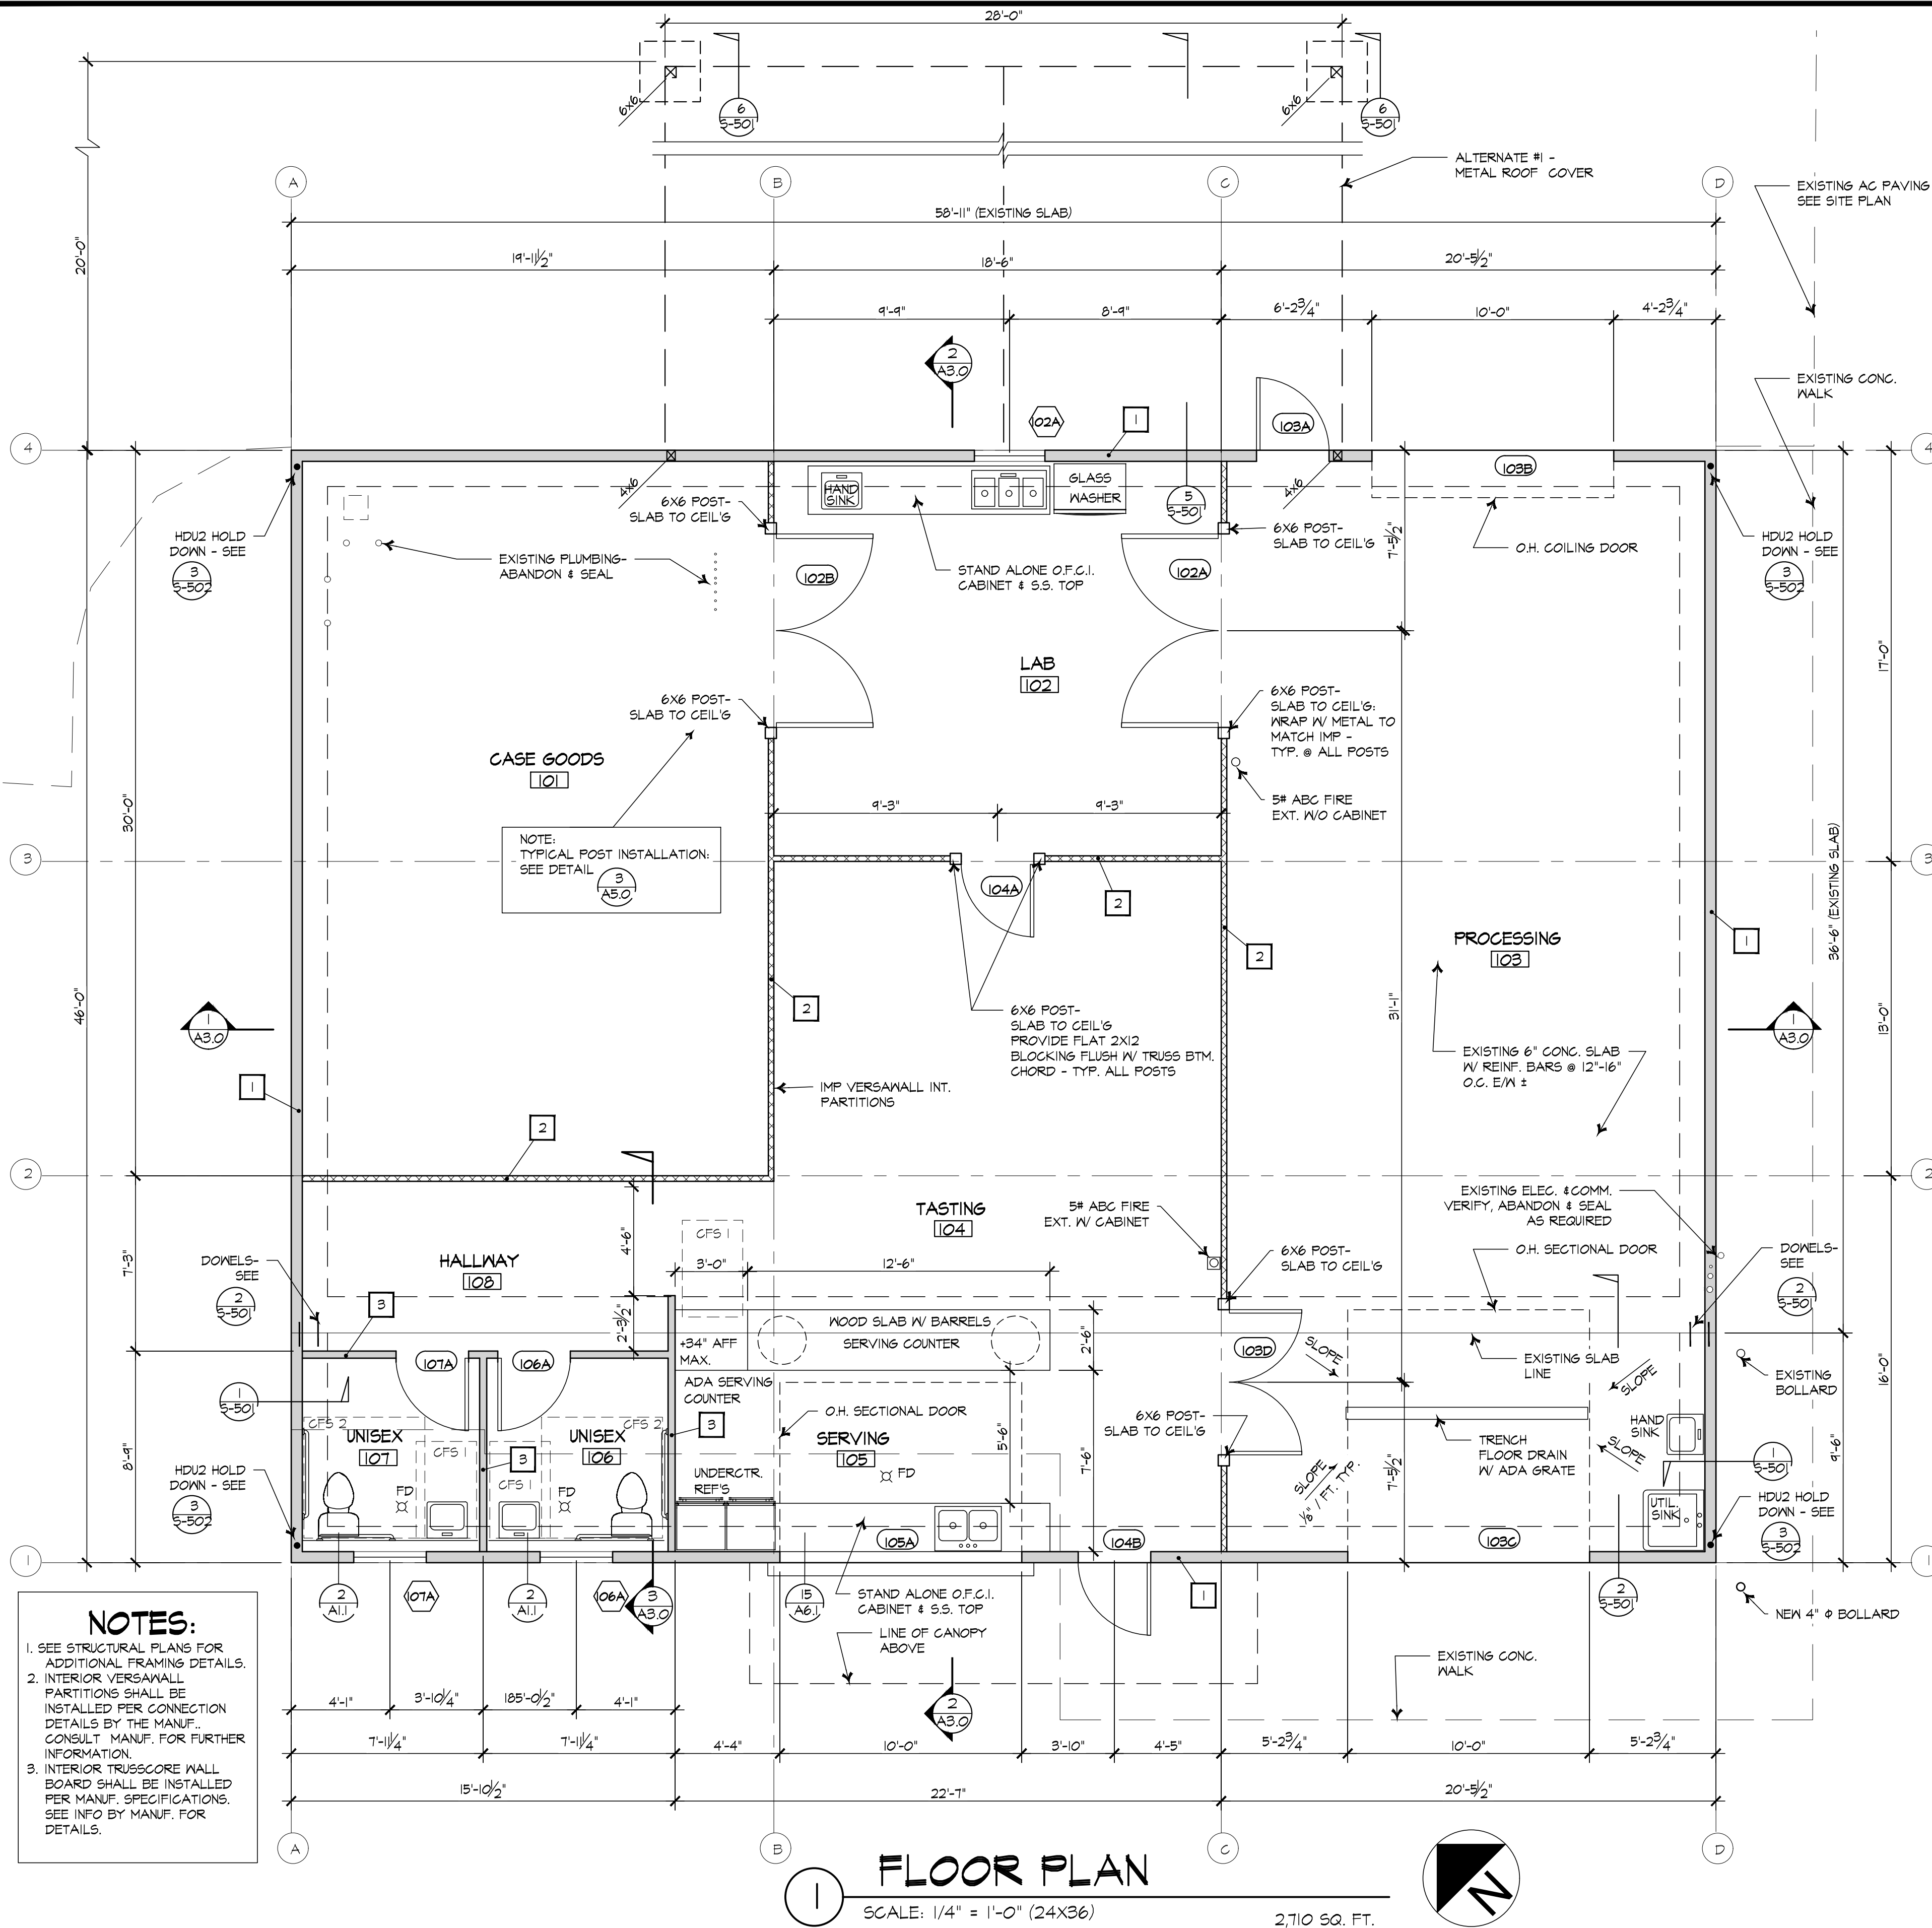 28'-0"
6X6
6
S-501
6X6
6
S-501
ALTERNATE #1 -
METAL ROOF COVER
EXISTING AC PAVING
SEE SITE PLAN
A
B
C
D
58'-11" (EXISTING SLAB)
20'-0"
19'-11 1/2"
18'-6"
20'-5 1/2"
9'-9"
8'-9"
6'-2 3/4"
10'-0"
4'-2 3/4"
2
A3.0
EXISTING CONC.
WALK
102A
1
103A
4
4
103B
HAND
SINK
GLASS
WASHER
4X6
4X6
6X6 POST-
SLAB TO CEIL'G
5
S-501
6X6 POST-
SLAB TO CEIL'G
7'-5 1/2"
O.H. COILING DOOR
HDU2 HOLD
DOWN - SEE
3
S-502
HDU2 HOLD
DOWN - SEE
3
S-502
EXISTING PLUMBING-
ABANDON & SEAL
102B
STAND ALONE O.F.C.I.
CABINET & S.S. TOP
102A
LAB
102
17'-0"
6X6 POST-
SLAB TO CEIL'G
6X6 POST-
SLAB TO CEIL'G:
WRAP W/ METAL TO
MATCH IMP -
TYP. @ ALL POSTS
CASE GOODS
101
30'-0"
9'-3"
9'-3"
5# ABC FIRE
EXT. W/O CABINET
NOTE:
TYPICAL POST INSTALLATION:
SEE DETAIL
3
A5.0
3
3
104A
2
36'-6" (EXISTING SLAB)
PROCESSING
103
1
2
46'-0"
2
31'-1"
13'-0"
1
A3.0
1
A3.0
6X6 POST-
SLAB TO CEIL'G
PROVIDE FLAT 2X12
BLOCKING FLUSH W/ TRUSS BTM.
CHORD - TYP. ALL POSTS
EXISTING 6" CONC. SLAB
W/ REINF. BARS @ 12"-16"
O.C. E/W ±
1
IMP VERSAWALL INT.
PARTITIONS
2
2
2
TASTING
104
5# ABC FIRE
EXT. W/ CABINET
EXISTING ELEC. & COMM.
VERIFY, ABANDON & SEAL
AS REQUIRED
CFS 1
4'-6"
7'-3"
DOWELS-
SEE
2
S-501
HALLWAY
108
3'-0"
12'-6"
6X6 POST-
SLAB TO CEIL'G
O.H. SECTIONAL DOOR
DOWELS-
SEE
2
S-501
3
2'-3 1/2"
+34" AFF
MAX.
WOOD SLAB W/ BARRELS
SERVING COUNTER
2'-6"
103D
SLOPE
EXISTING SLAB
LINE
SLOPE
EXISTING
BOLLARD
16'-0"
107A
106A
ADA SERVING
COUNTER
1
S-501
O.H. SECTIONAL DOOR
CFS 2
CFS 2
3
UNISEX
107
CFS 1
UNISEX
106
SERVING
105
5'-6"
7'-6"
6X6 POST-
SLAB TO CEIL'G
TRENCH
FLOOR DRAIN
W/ ADA GRATE
HAND
SINK
SLOPE
9'-6"
8'-9"
3
CFS 1
FD
FD
FD
UNDERCTR.
REF'S
SLOPE
1/8" / FT. TYP.
7'-5 1/2"
1
S-501
HDU2 HOLD
DOWN - SEE
3
S-502
UTIL.
SINK
HDU2 HOLD
DOWN - SEE
3
S-502
105A
104B
103C
1
1
2
A1.1
107A
2
A1.1
106A
3
A3.0
15
A6.1
STAND ALONE O.F.C.I.
CABINET & S.S. TOP
1
2
S-501
NEW 4" Φ BOLLARD
LINE OF CANOPY
ABOVE
EXISTING CONC.
WALK
NOTES:
1. SEE STRUCTURAL PLANS FOR
ADDITIONAL FRAMING DETAILS.
2. INTERIOR VERSAWALL
PARTITIONS SHALL BE
INSTALLED PER CONNECTION
DETAILS BY THE MANUF..
CONSULT MANUF. FOR FURTHER
INFORMATION.
3. INTERIOR TRUSSCORE WALL
BOARD SHALL BE INSTALLED
PER MANUF. SPECIFICATIONS.
SEE INFO BY MANUF. FOR
DETAILS.
4'-1"
3'-10 1/4"
185'-0 1/2"
4'-1"
2
A3.0
7'-11 1/4"
7'-11 1/4"
4'-4"
10'-0"
3'-10"
4'-5"
5'-2 3/4"
10'-0"
5'-2 3/4"
15'-10 1/2"
22'-7"
20'-5 1/2"
A
B
C
D
1
FLOOR PLAN
SCALE: 1/4" = 1'-0" (24X36)
2,710 SQ. FT.
N